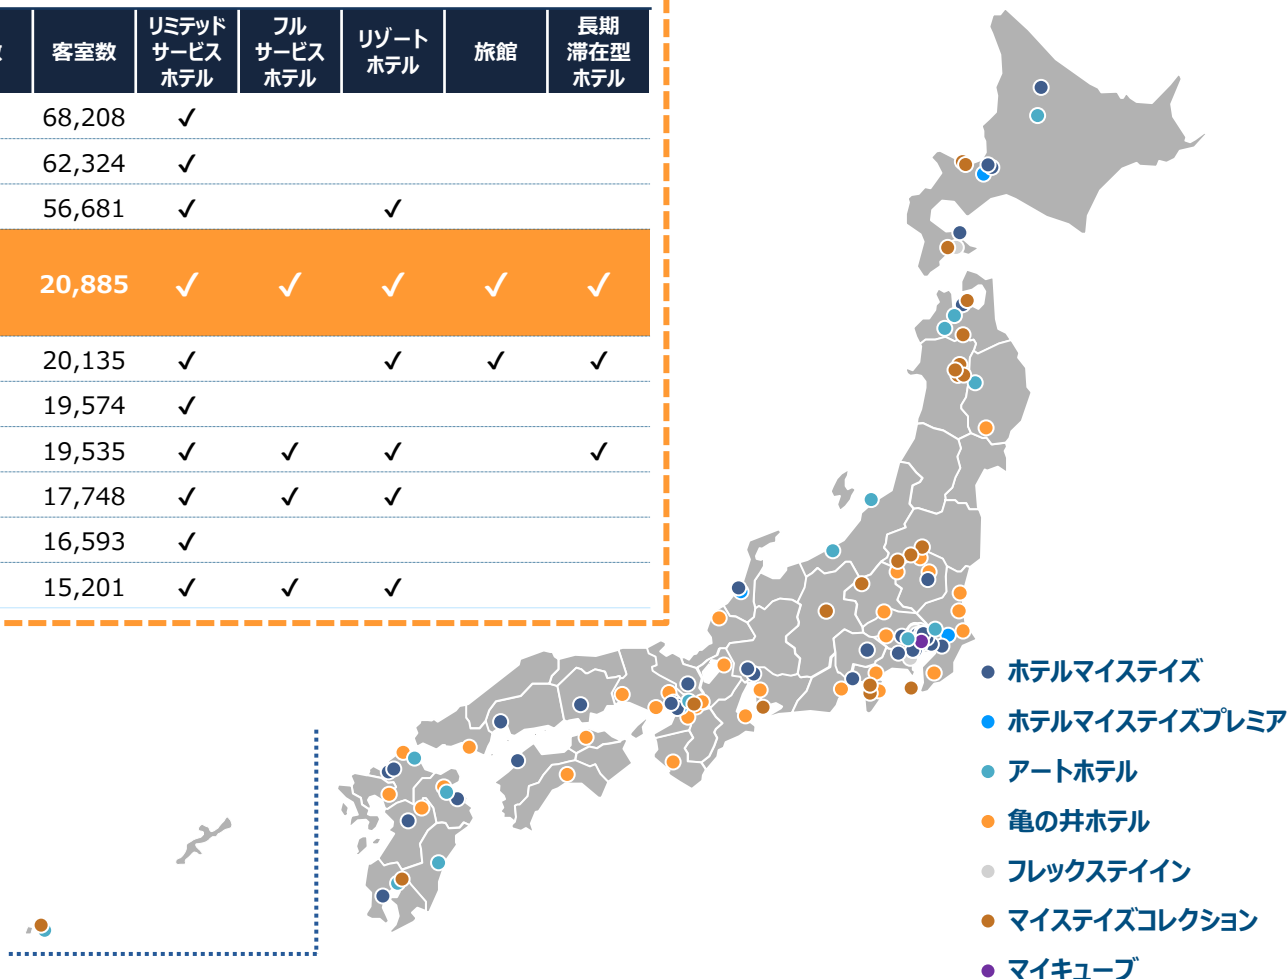 客室数
リミテッド
サービス
ホテル
フル
サービス
ホテル
リゾート
ホテル
旅館
長期
滞在型
ホテル
68,208 ✓
62,324 ✓
56,681 ✓ ✓
20,885 ✓ ✓ ✓ ✓ ✓
20,135 ✓ ✓ ✓ ✓
19,574 ✓
19,535 ✓ ✓ ✓ ✓
17,748 ✓ ✓ ✓
16,593 ✓
15,201 ✓ ✓ ✓
ホテルマイステイズ
ホテルマイステイズプレミア
アートホテル
亀の井ホテル
フレックステイイン
マイステイズコレクション
マイキューブ